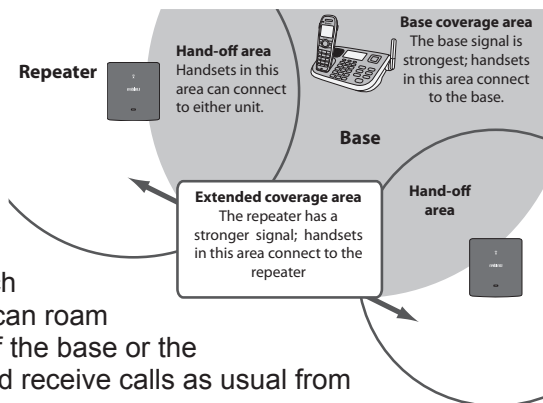 Repeater
Hand-off area
Handsets in this
area can connect
to either unit.
Base coverage area
The base signal is
strongest; handsets
in this area connect
to the base.
Base
Extended coverage area
The repeater has a
stronger signal; handsets
in this area connect to the
repeater
Hand-off
area
can roam
the base or the
receive calls as usual from